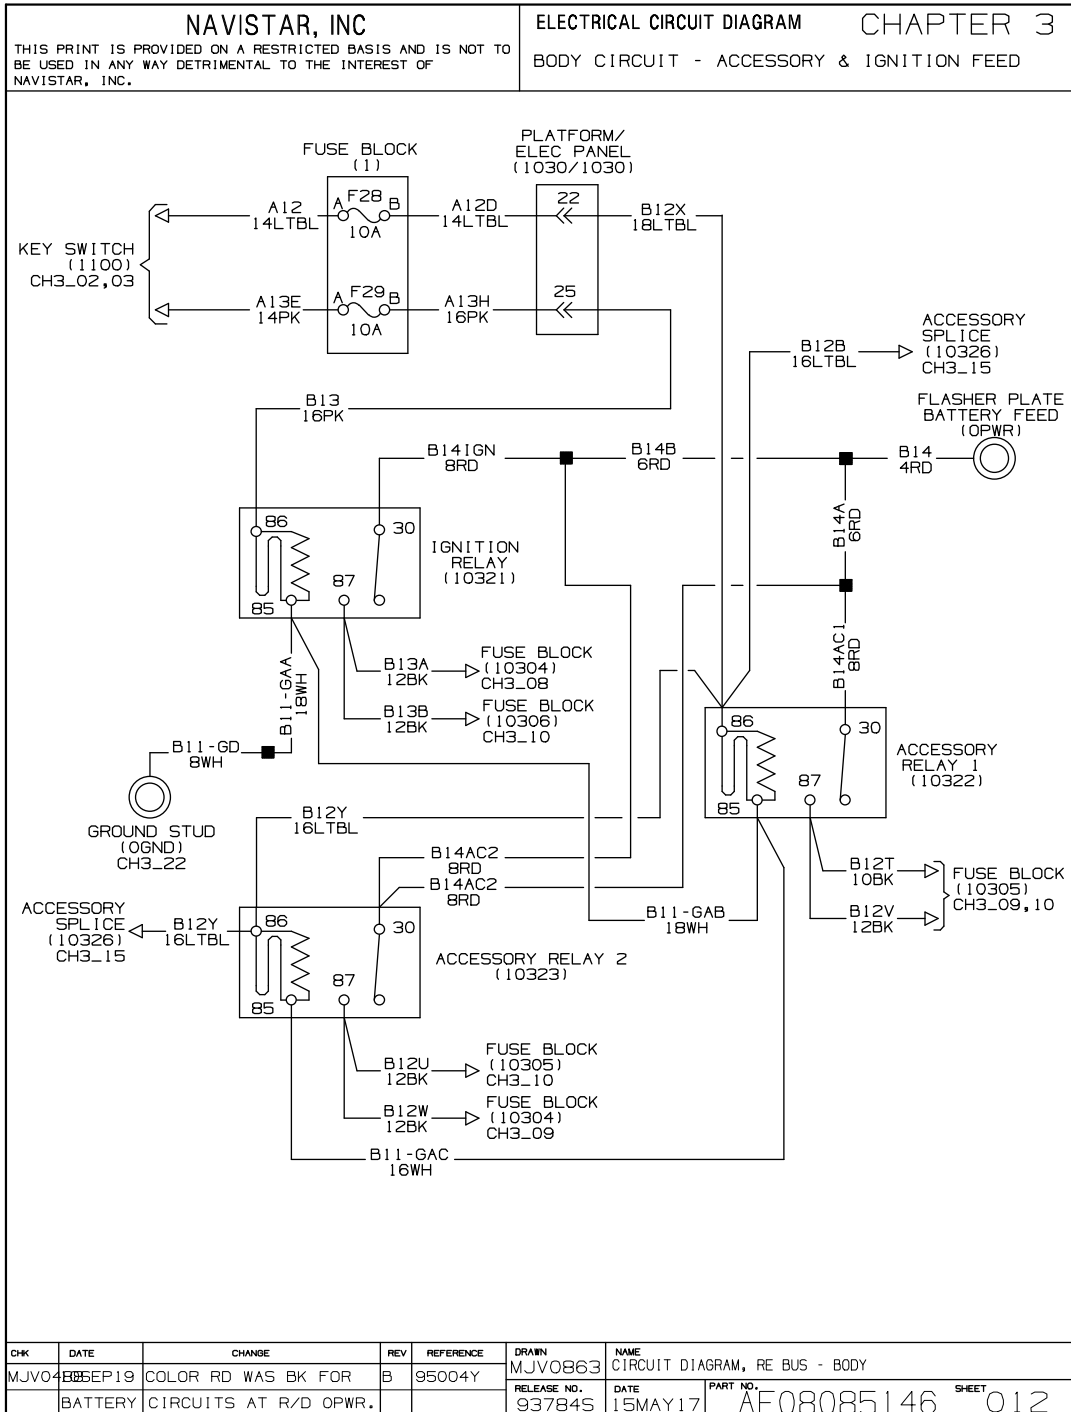 NAVISTAR, INC
THIS PRINT IS PROVIDED ON A RESTRICTED BASIS AND IS NOT TO
BE USED IN ANY WAY DETRIMENTAL TO THE INTEREST OF
NAVISTAR, INC.
ELECTRICAL CIRCUIT DIAGRAM CHAPTER 3
BODY CIRCUIT - ACCESSORY & IGNITION FEED
FUSE BLOCK
(1)
PLATFORM/
ELEC PANEL
(1030/1030)
A12
14LTBL
A F28 B
10A
A12D
14LTBL
22
B12X
18LTBL
KEY SWITCH
(1100)
CH3_02,03
A13E
14PK
A F29 B
10A
A13H
16PK
25
B12B
16LTBL
ACCESSORY
SPLICE
(10326)
CH3_15
B13
16PK
FLASHER PLATE
BATTERY FEED
(0PWR)
B14IGN
8RD
B14B
6RD
B14
4RD
B14A
6RD
86
30
87
85
IGNITION
RELAY
(10321)
B14AC1
8RD
B11-GAA
18WH
B13A
12BK
FUSE BLOCK
(10304)
CH3_08
B13B
12BK
FUSE BLOCK
(10306)
CH3_10
B11-GD
8WH
GROUND STUD
(0GND)
CH3_22
86
30
87
85
ACCESSORY
RELAY 1
(10322)
B12Y
16LTBL
B14AC2
8RD
B14AC2
8RD
B12T
10BK
B12V
12BK
FUSE BLOCK
(10305)
CH3_09,10
ACCESSORY
SPLICE
(10326)
CH3_15
B12Y
16LTBL
B11-GAB
18WH
86
30
87
85
ACCESSORY RELAY 2
(10323)
B12U
12BK
FUSE BLOCK
(10305)
CH3_10
B12W
12BK
FUSE BLOCK
(10304)
CH3_09
B11-GAC
16WH
CHK DATE CHANGE REV REFERENCE
05SEP19 COLOR RD WAS BK FOR B 95004Y
BATTERY CIRCUITS AT R/D 0PWR.
DRAWN
MJV0863
NAME
CIRCUIT DIAGRAM, RE BUS - BODY
RELEASE NO.
93784S
DATE
15MAY17
PART NO.
AE08085146
SHEET
012